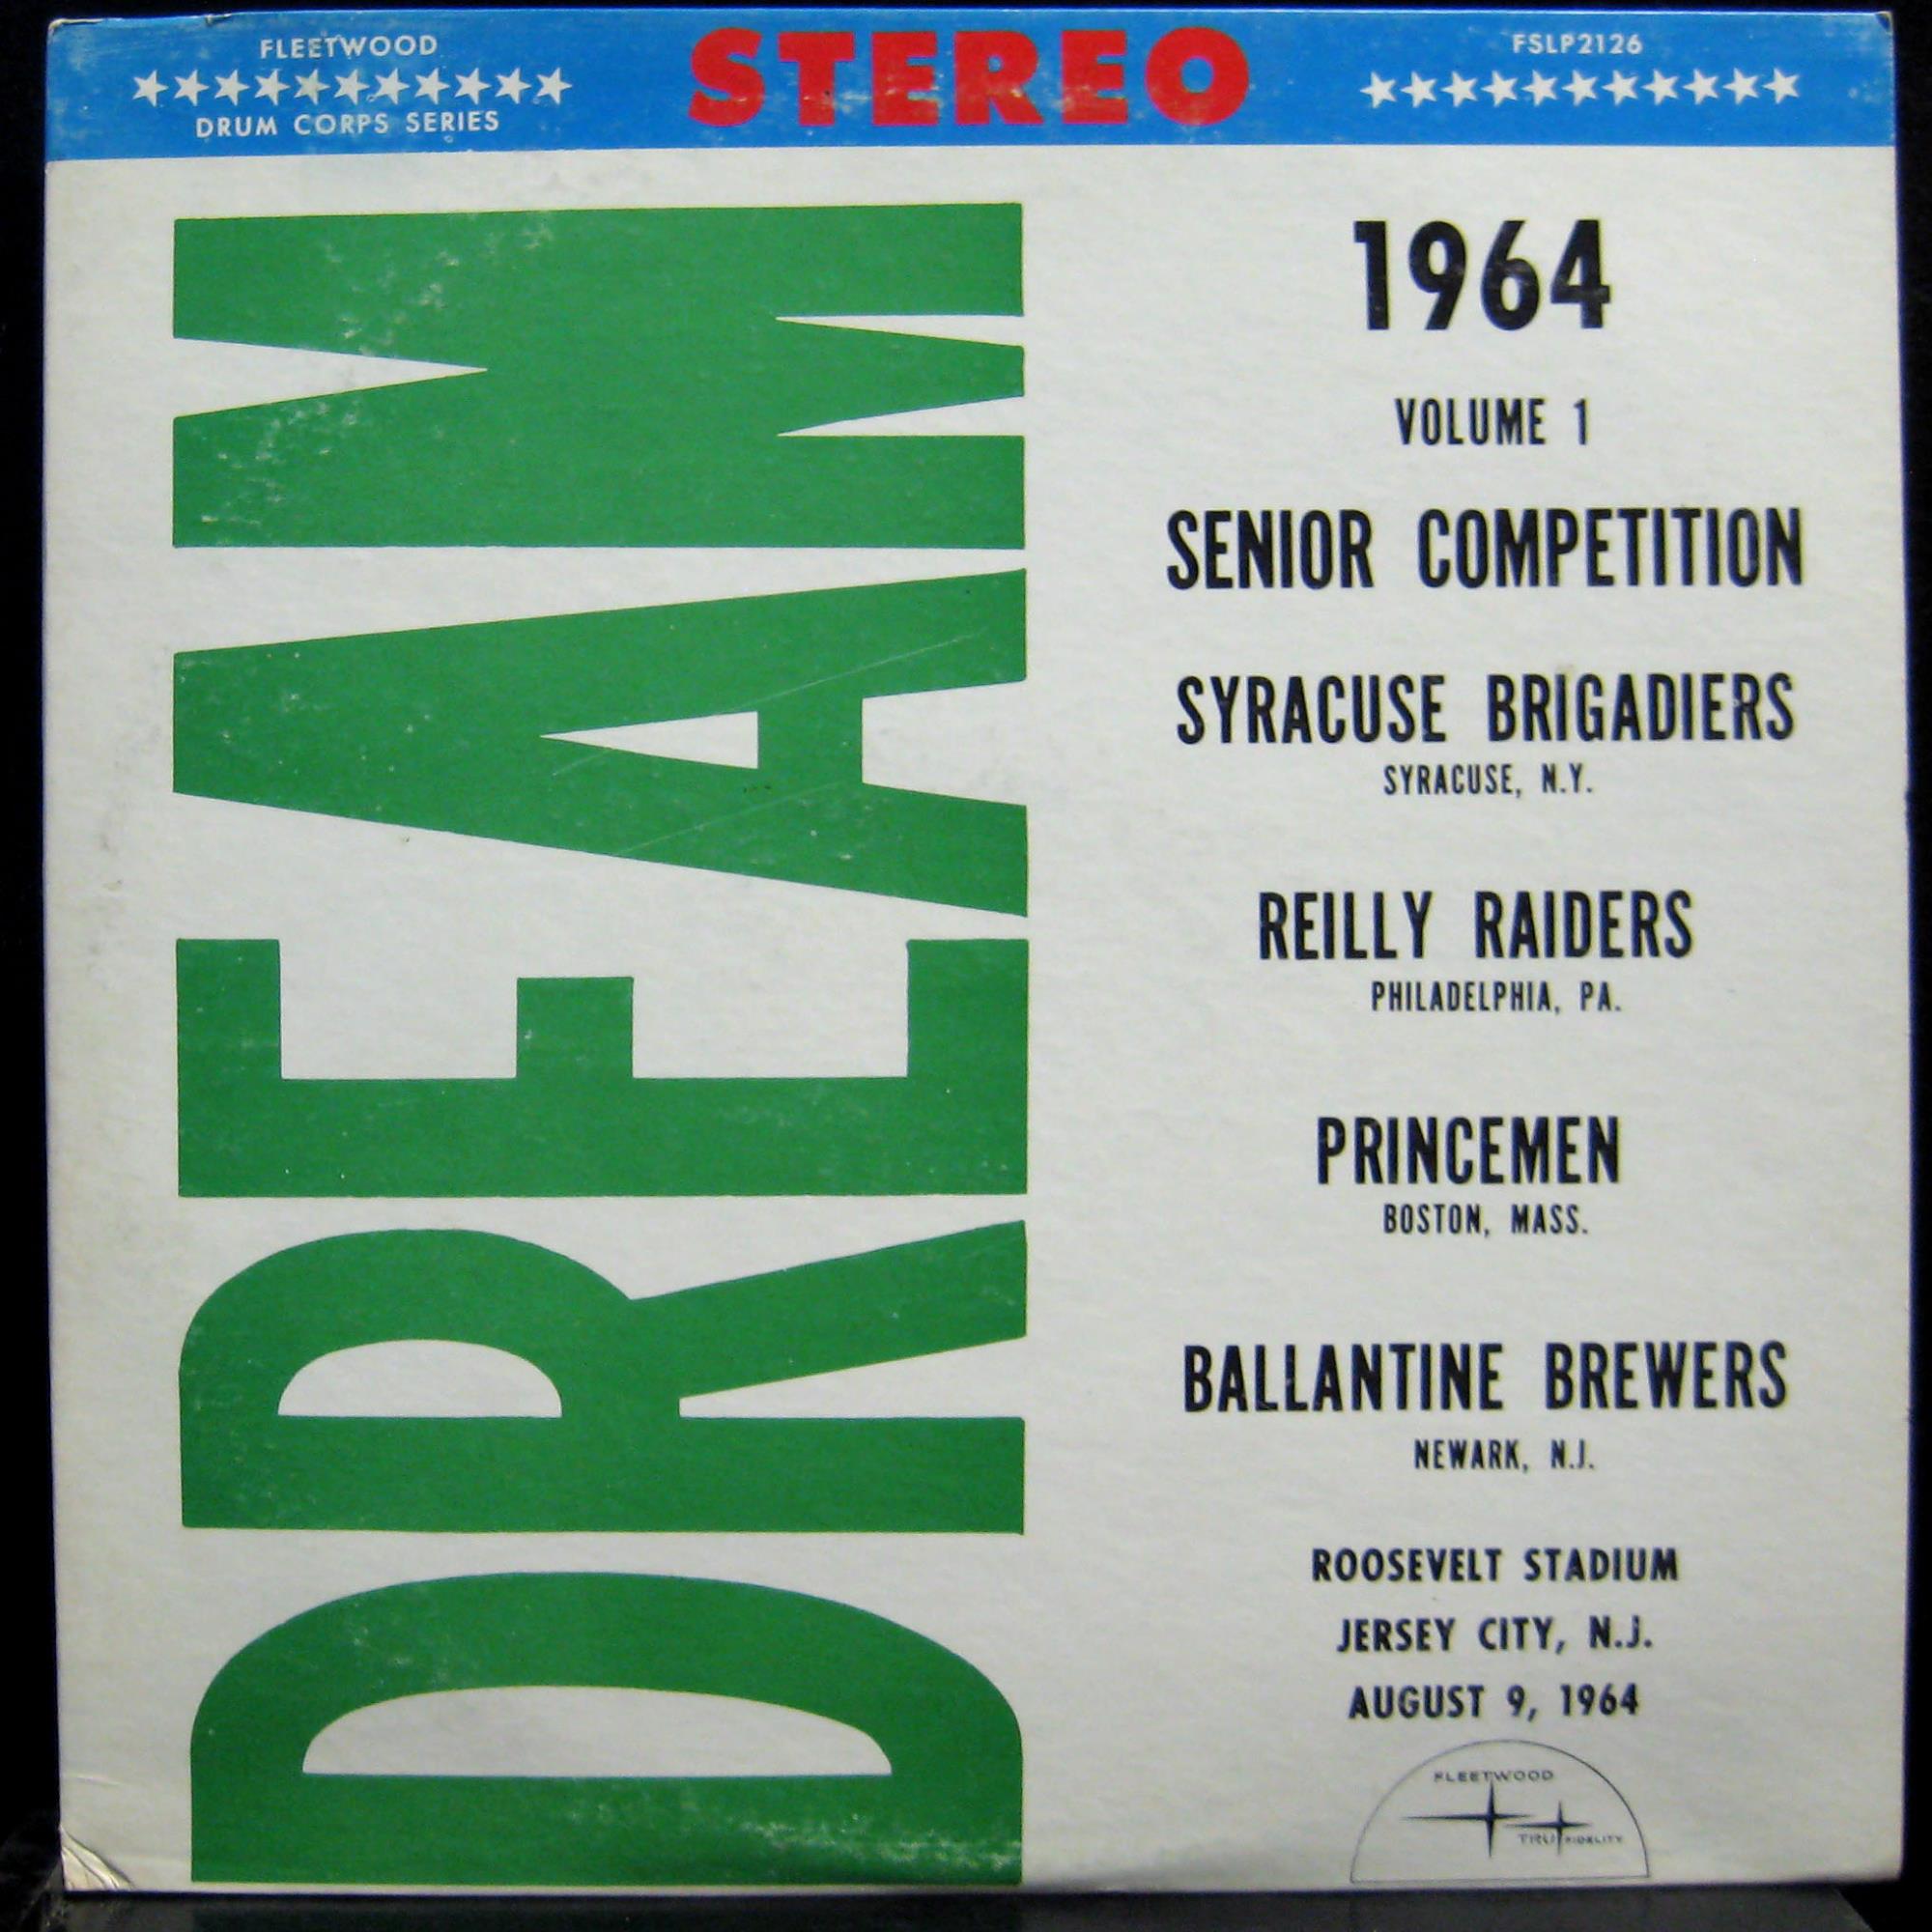 FLEETWOOD
DRUM CORPS SERIES
STEREO
FSLP2126
DREAM
1964
VOLUME 1
SENIOR COMPETITION
SYRACUSE BRIGADIERS
SYRACUSE, N.Y.
REILLY RAIDERS
PHILADELPHIA, PA.
PRINCEMEN
BOSTON, MASS.
BALLANTINE BREWERS
NEWARK, N.J.
ROOSEVELT STADIUM
JERSEY CITY, N.J.
AUGUST 9, 1964
FLEETWOOD
TRU FIDELITY